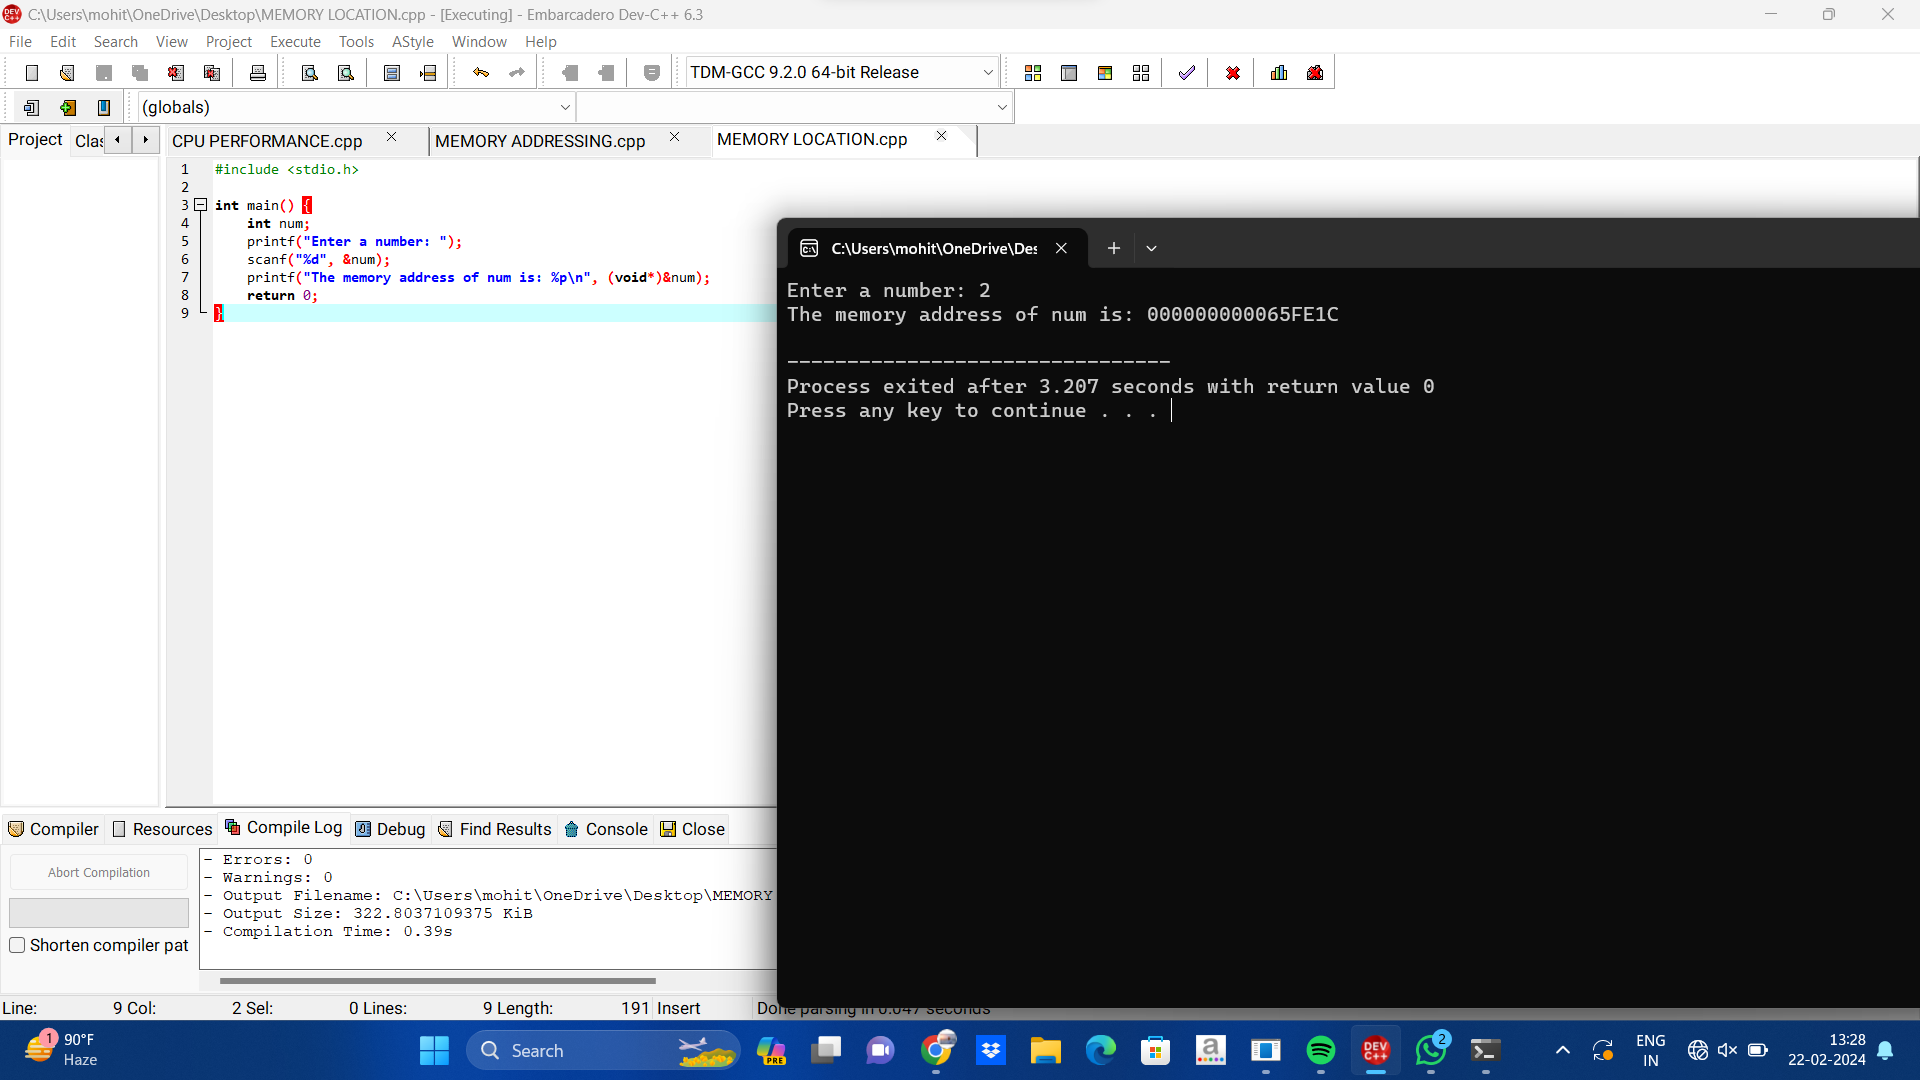 C:\Users\mohit\OneDrive\Desktop\MEMORY LOCATION.cpp - [Executing] - Embarcadero Dev-C++ 6.3
File Edit Search View Project Execute Tools AStyle Window Help
TDM-GCC 9.2.0 64-bit Release
(globals)
Project Clas CPU PERFORMANCE.cpp MEMORY ADDRESSING.cpp MEMORY LOCATION.cpp
1 #include <stdio.h>
2
3 int main() {
4 int num;
5 printf("Enter a number: ");
6 scanf("%d", &num);
7 printf("The memory address of num is: %p\n", (void*)&num);
8 return 0;
9 }
C:\Users\mohit\OneDrive\Des
Enter a number: 2
The memory address of num is: 000000000065FE1C
--------------------------------
Process exited after 3.207 seconds with return value 0
Press any key to continue . . .
Compiler Resources Compile Log Debug Find Results Console Close
Abort Compilation
Shorten compiler pat
- Errors: 0
- Warnings: 0
- Output Filename: C:\Users\mohit\OneDrive\Desktop\MEMORY
- Output Size: 322.8037109375 KiB
- Compilation Time: 0.39s
Line: 9 Col: 2 Sel: 0 Lines: 9 Length: 191 Insert Done parsing in 0.047 seconds
1
90°F
Haze
Search
PRE
DEV C++
2
ENG
IN
13:28
22-02-2024